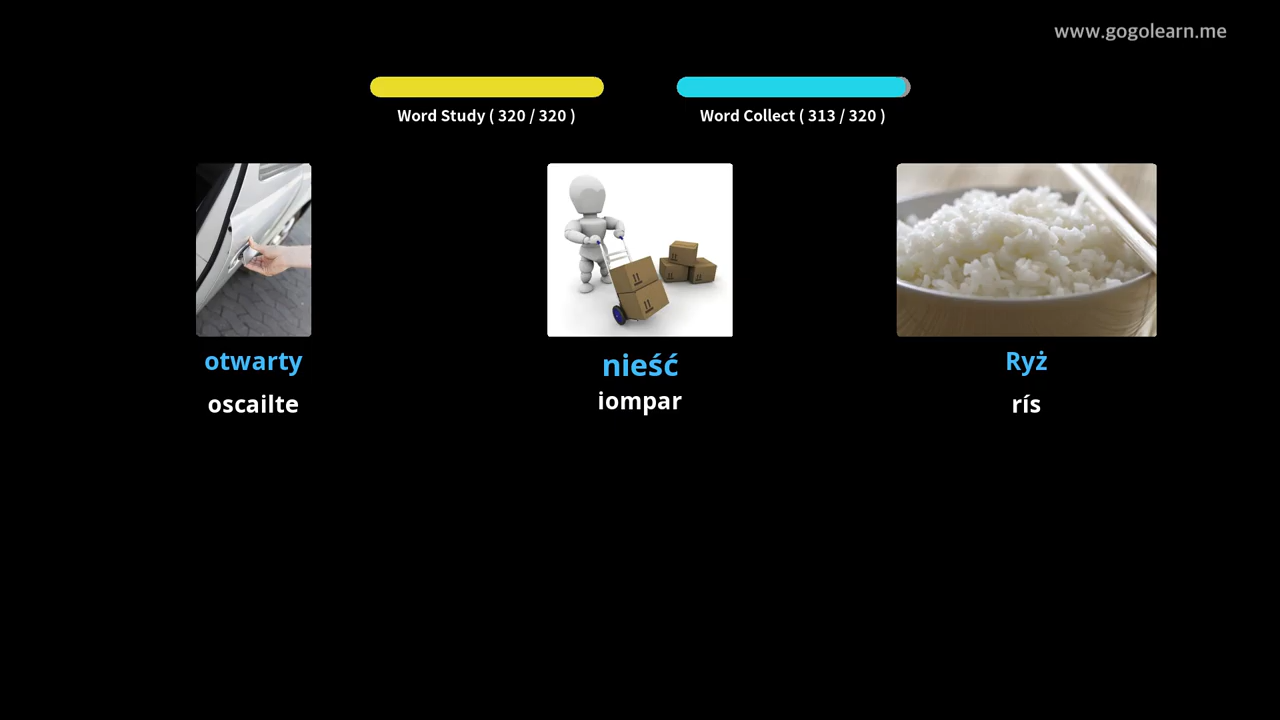 www.gogolearn.me
Word Study ( 320 / 320 )
Word Collect ( 313 / 320 )
otwarty
oscailte
nieść
iompar
Ryż
rís